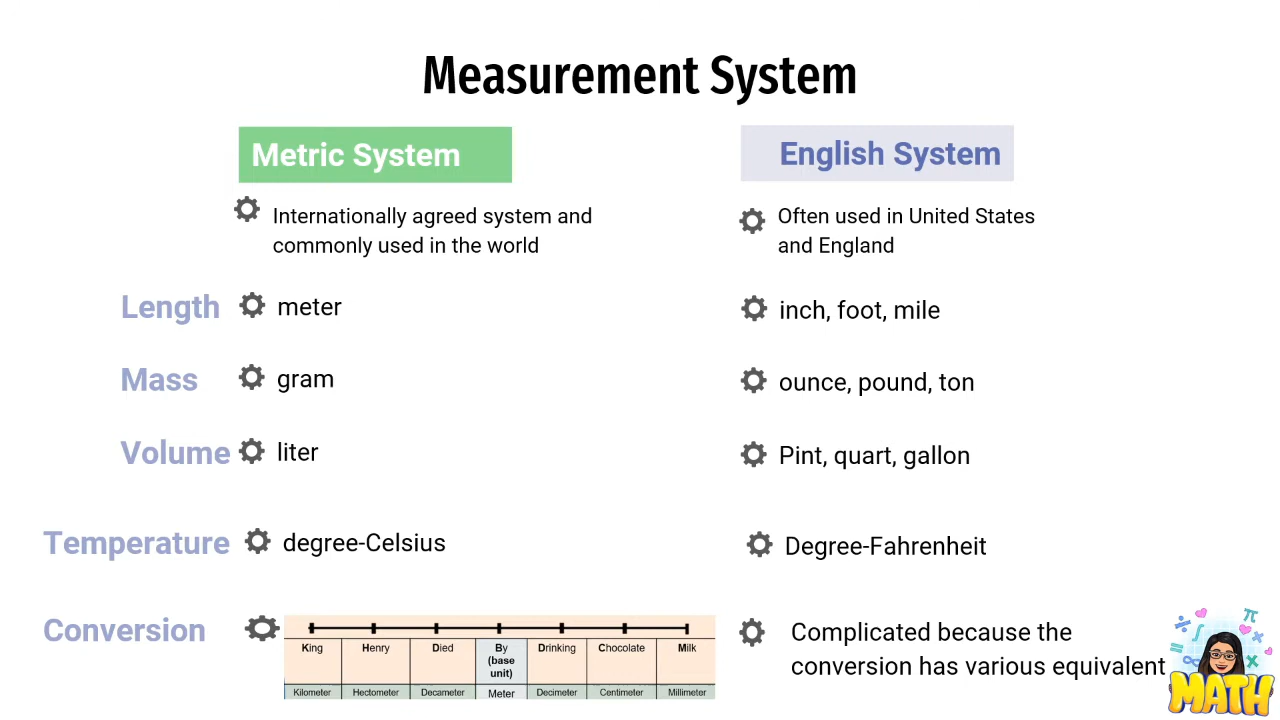 Measurement System
Metric System
English System
Internationally agreed system and
commonly used in the world
Often used in United States
and England
Length
meter
inch, foot, mile
Mass
gram
ounce, pound, ton
Volume
liter
Pint, quart, gallon
Temperature
degree-Celsius
Degree-Fahrenheit
Conversion
King Henry Died By Drinking Chocolate Milk
(base
unit)
Kilometer Hectometer Decameter Meter Decimeter Centimeter Millimeter
Complicated because the
conversion has various equivalent
MATH